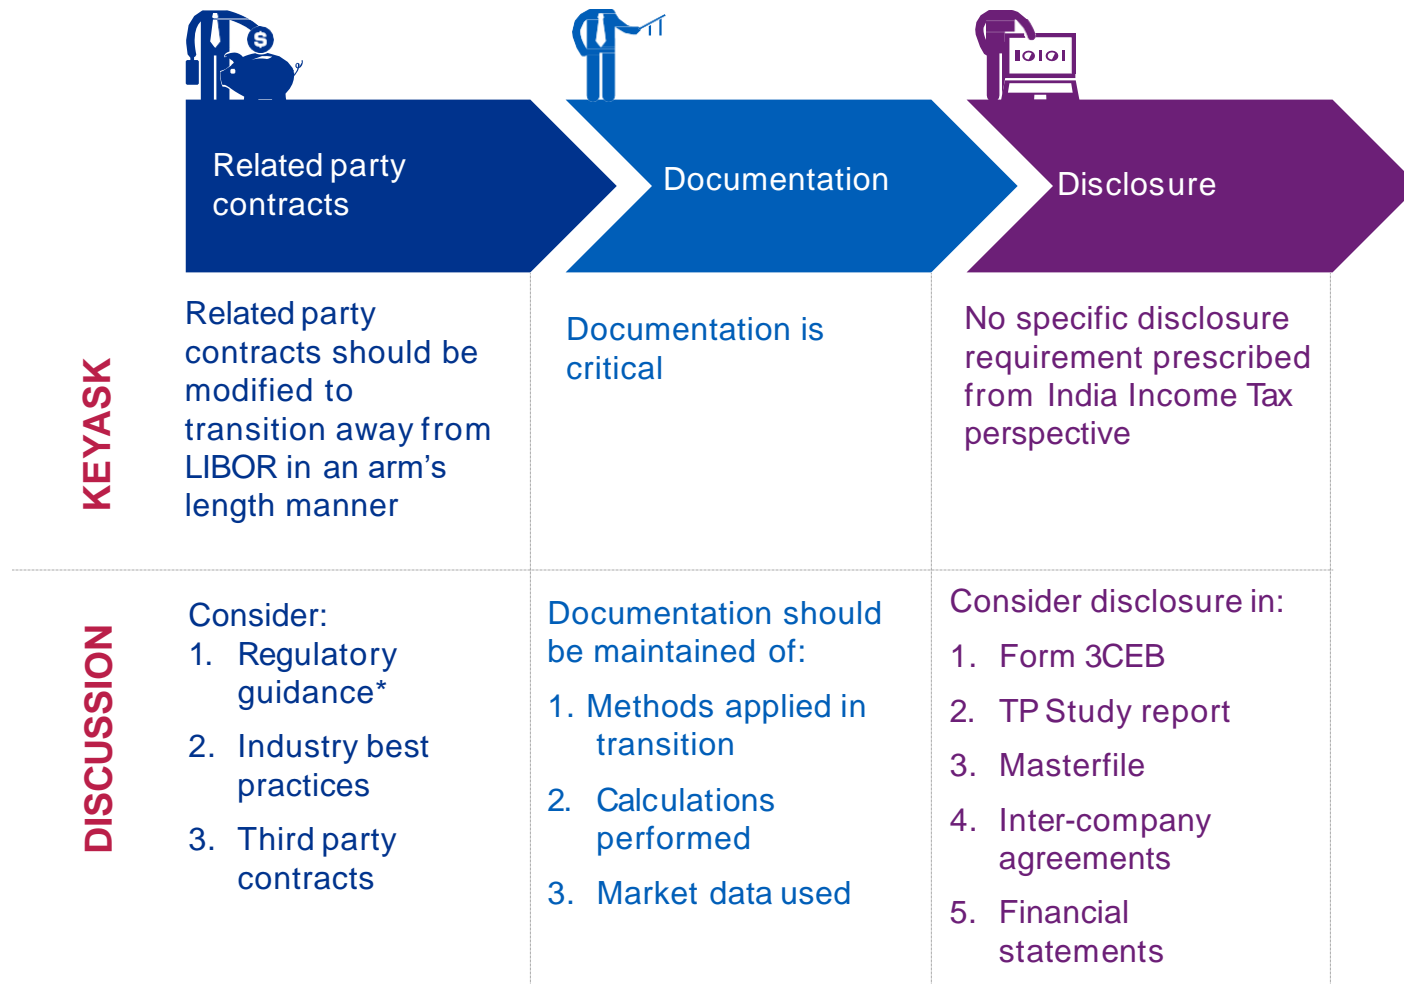 $
10101
Related party
contracts
Documentation
Disclosure
KEYASK
Related party
contracts should be
modified to
transition away from
LIBOR in an arm's
length manner
Documentation is
critical
No specific disclosure
requirement prescribed
from India Income Tax
perspective
DISCUSSION
Consider:
1. Regulatory
guidance*
2. Industry best
practices
3. Third party
contracts
Documentation should
be maintained of:
1. Methods applied in
transition
2. Calculations
performed
3. Market data used
Consider disclosure in:
1. Form 3CEB
2. TP Study report
3. Masterfile
4. Inter-company
agreements
5. Financial
statements